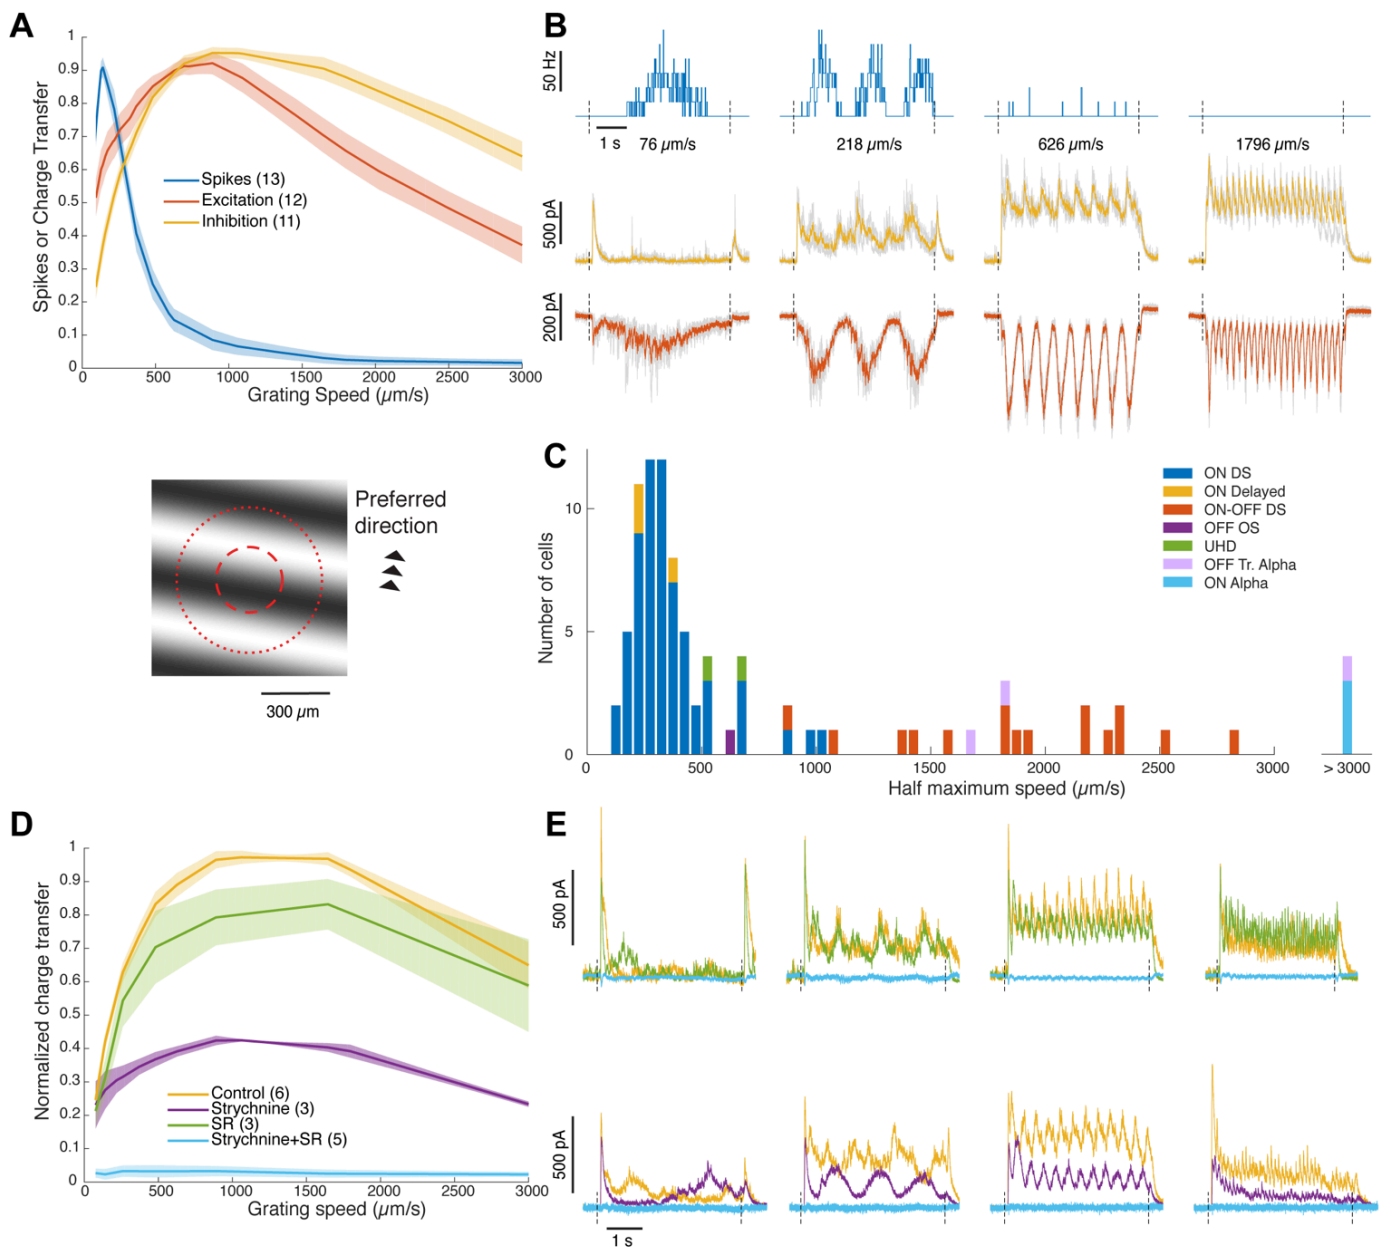 A
Spikes or Charge Transfer
1
0.9
0.8
0.7
0.6
0.5
0.4
0.3
0.2
0.1
0
0 500 1000 1500 2000 2500 3000
Grating Speed (µm/s)
Spikes (13)
Excitation (12)
Inhibition (11)
Preferred
direction
300 µm
B
50 Hz
1 s
76 µm/s
218 µm/s
626 µm/s
1796 µm/s
500 pA
200 pA
C
Number of cells
10
5
0
0 500 1000 1500 2000 2500 3000 > 3000
Half maximum speed (µm/s)
ON DS
ON Delayed
ON-OFF DS
OFF OS
UHD
OFF Tr. Alpha
ON Alpha
D
Normalized charge transfer
1
0.9
0.8
0.7
0.6
0.5
0.4
0.3
0.2
0.1
0
0 500 1000 1500 2000 2500 3000
Grating speed (µm/s)
Control (6)
Strychnine (3)
SR (3)
Strychnine+SR (5)
E
500 pA
500 pA
1 s